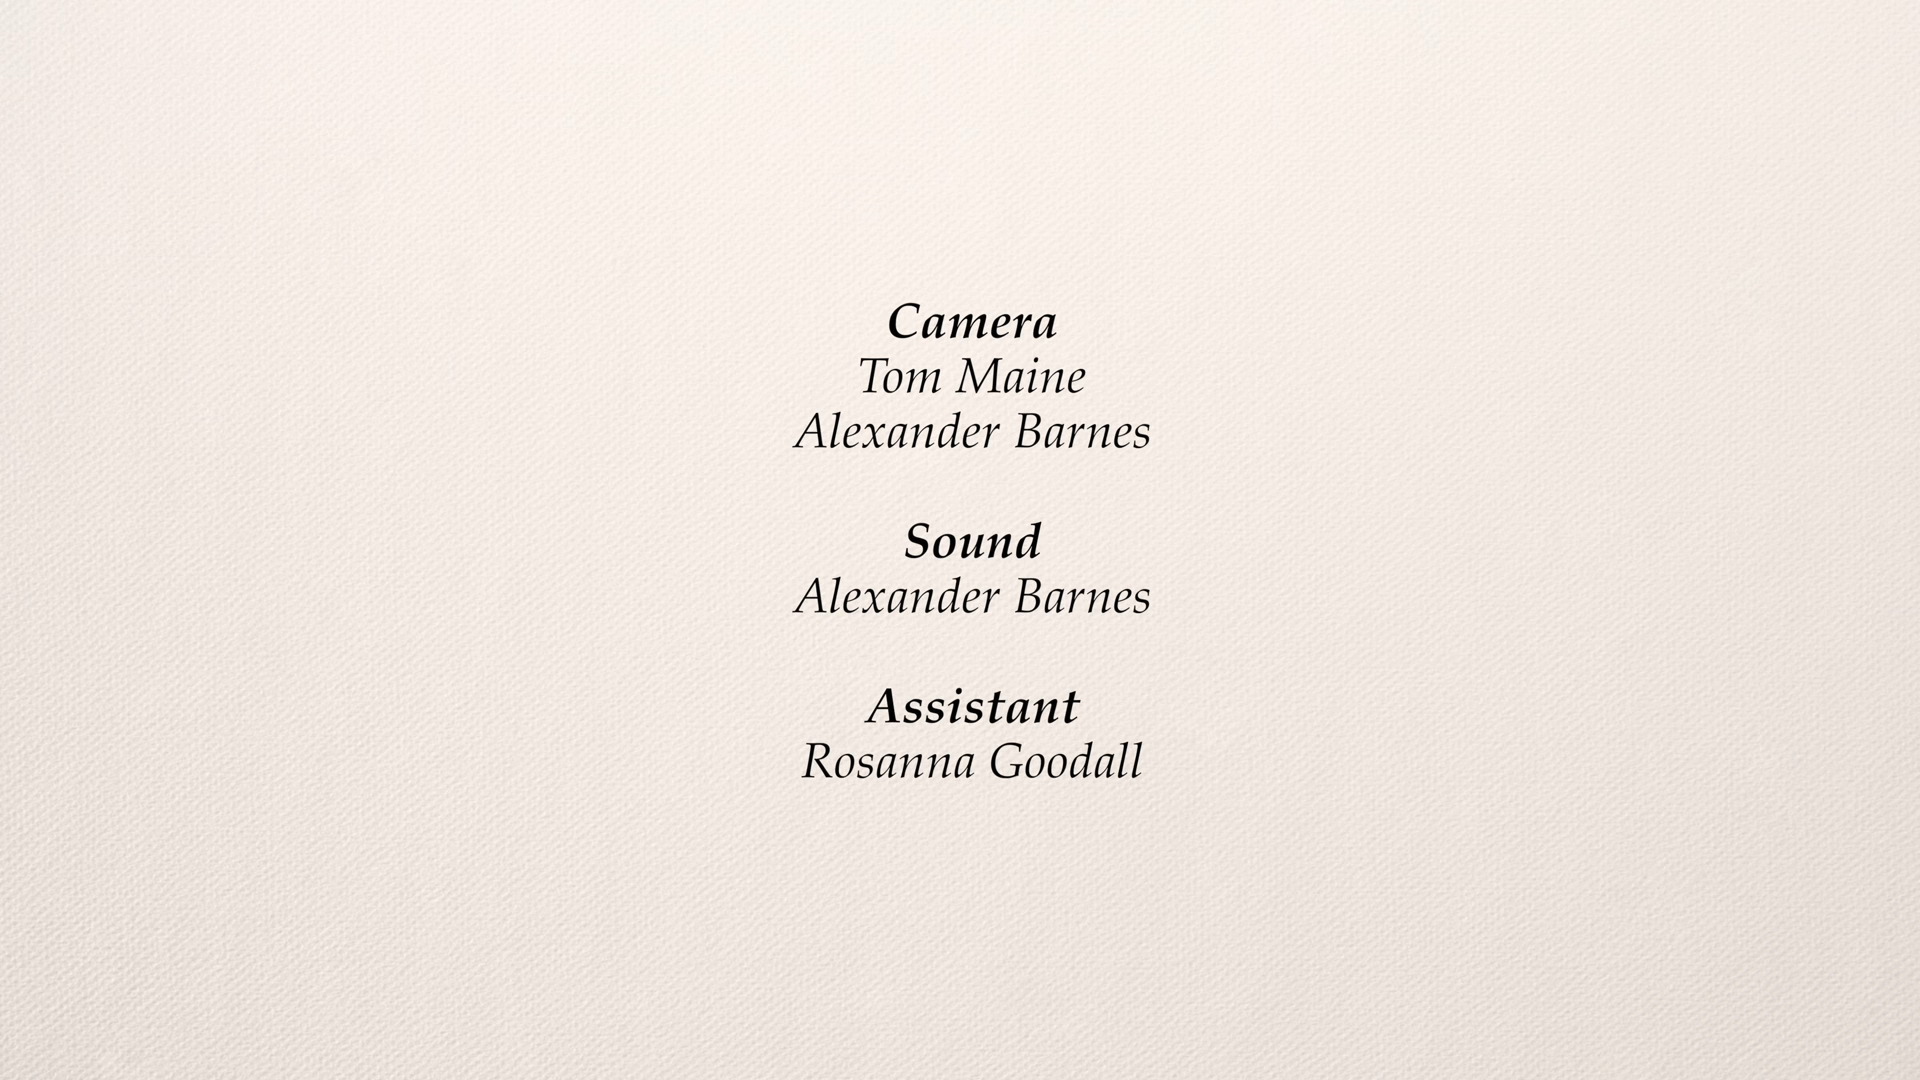 Camera
Tom Maine
Alexander Barnes
Sound
Alexander Barnes
Assistant
Rosanna Goodall